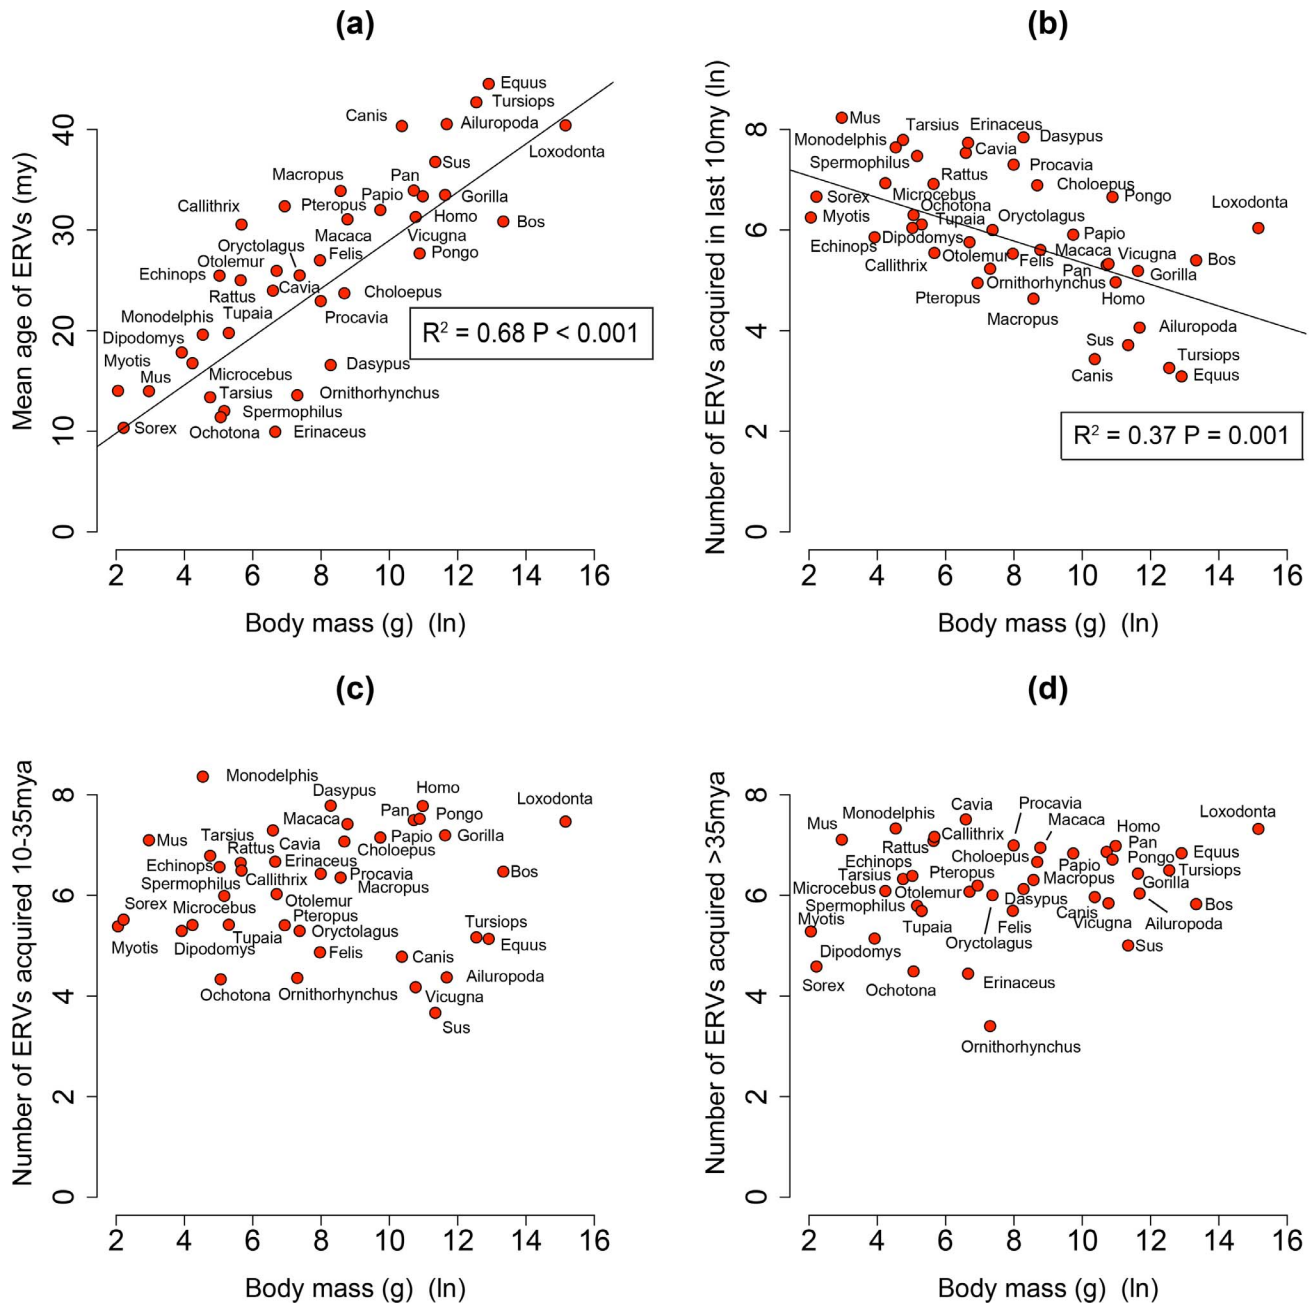 (a)
Mean age of ERVs (my)
40
30
20
10
0
Equus
Tursiops
Canis
Ailuropoda
Loxodonta
Sus
Macropus
Pan
Papio
Gorilla
Callithrix
Pteropus
Homo
Bos
Macaca
Vicugna
Oryctolagus
Felis
Pongo
Otolemur
Echinops
Cavia
Choloepus
Rattus
Tupaia
Procavia
Monodelphis
R² = 0.68 P < 0.001
Dipodomys
Myotis
Dasypus
Mus
Microcebus
Tarsius
Ornithorhynchus
Spermophilus
Sorex
Ochotona
Erinaceus
2 4 6 8 10 12 14 16
Body mass (g) (ln)
(b)
Number of ERVs acquired in last 10my (ln)
8
6
4
2
0
Mus
Tarsius
Erinaceus
Monodelphis
Dasypus
Cavia
Spermophilus
Procavia
Rattus
Choloepus
Sorex
Microcebus
Pongo
Loxodonta
Ochotona
Myotis
Tupaia
Oryctolagus
Echinops
Dipodomys
Papio
Callithrix
Otolemur
Felis
Macaca
Vicugna
Bos
Pan
Gorilla
Pteropus
Ornithorhynchus
Homo
Macropus
Ailuropoda
Sus
Tursiops
Canis
Equus
R² = 0.37 P = 0.001
2 4 6 8 10 12 14 16
Body mass (g) (ln)
(c)
Number of ERVs acquired 10-35mya
8
6
4
2
0
Monodelphis
Dasypus
Homo
Loxodonta
Macaca
Pan
Pongo
Mus
Tarsius
Cavia
Papio
Gorilla
Rattus
Choloepus
Echinops
Erinaceus
Spermophilus
Callithrix
Procavia
Bos
Macropus
Sorex
Microcebus
Otolemur
Pteropus
Tursiops
Myotis
Dipodomys
Tupaia
Oryctolagus
Equus
Felis
Canis
Ochotona
Ornithorhynchus
Ailuropoda
Vicugna
Sus
2 4 6 8 10 12 14 16
Body mass (g) (ln)
(d)
Number of ERVs acquired >35mya
8
6
4
2
0
Cavia
Procavia
Loxodonta
Mus
Monodelphis
Macaca
Homo
Callithrix
Rattus
Pan
Echinops
Choloepus
Pongo
Equus
Tarsius
Pteropus
Papio
Tursiops
Microcebus
Otolemur
Macropus
Gorilla
Spermophilus
Dasypus
Canis
Bos
Myotis
Tupaia
Felis
Vicugna
Ailuropoda
Dipodomys
Oryctolagus
Sus
Sorex
Ochotona
Erinaceus
Ornithorhynchus
2 4 6 8 10 12 14 16
Body mass (g) (ln)